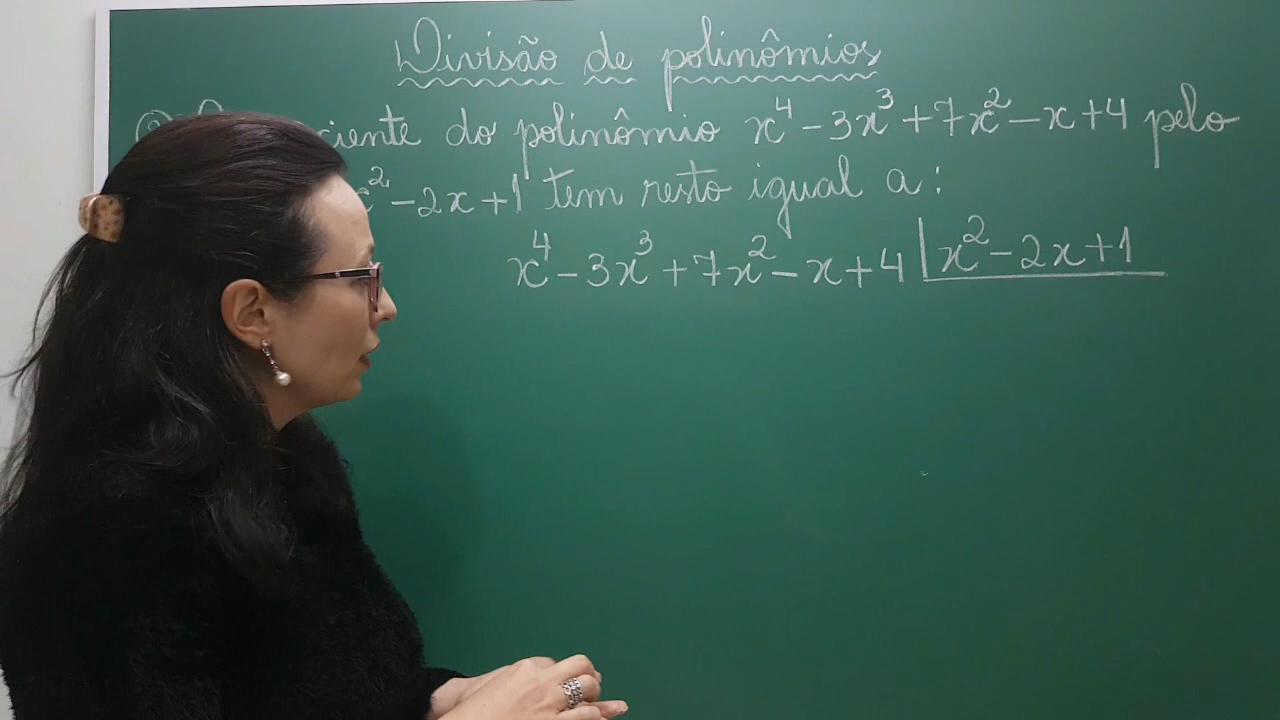 Divisão de polinômios
ciente do polinômio x⁴ - 3x³ + 7x² - x + 4 pelo
x² - 2x + 1 tem resto igual a:
x⁴ - 3x³ + 7x² - x + 4 | x² - 2x + 1